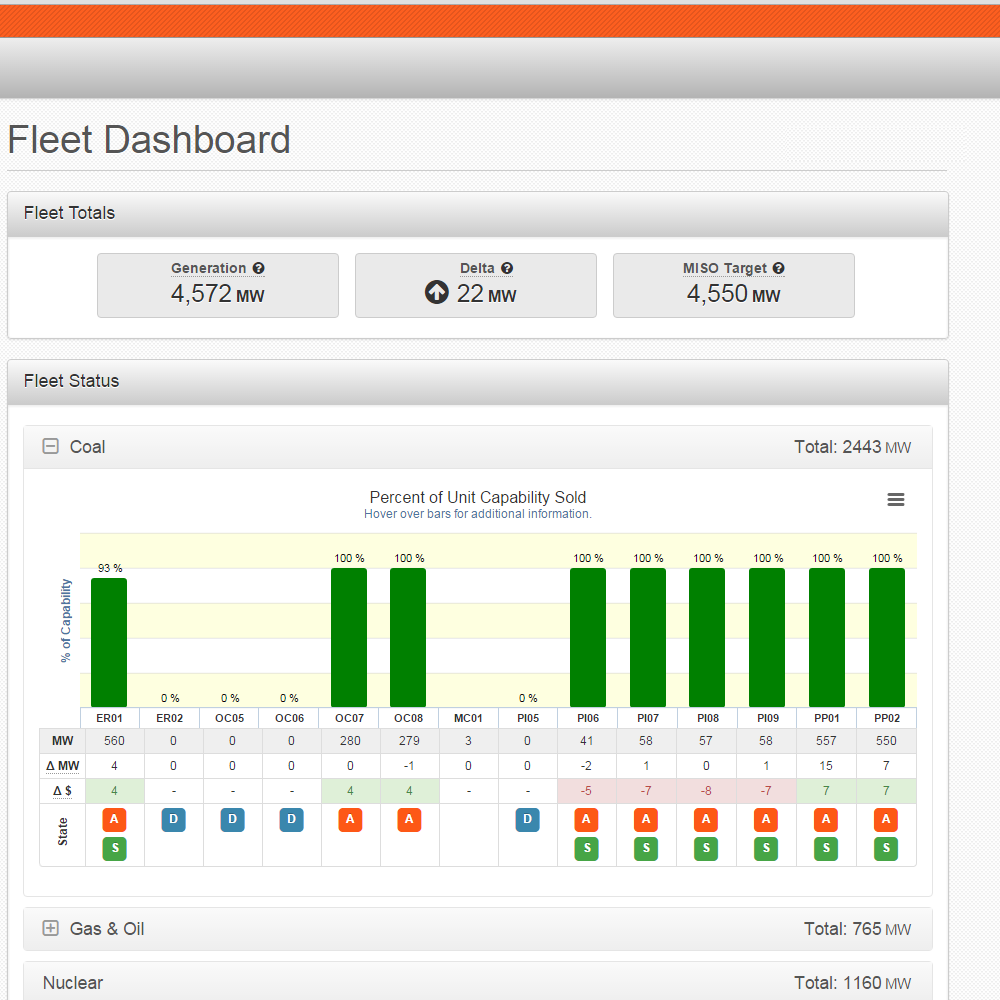 Fleet Dashboard
Fleet Totals
Generation ?
4,572 MW
Delta ?
22 MW
MISO Target ?
4,550 MW
Fleet Status
Coal
Total: 2443 MW
Percent of Unit Capability Sold
Hover over bars for additional information.
% of Capability
93 % 0 % 0 % 0 % 100 % 100 % 0 % 100 % 100 % 100 % 100 % 100 % 100 %
ER01 ER02 OC05 OC06 OC07 OC08 MC01 PI05 PI06 PI07 PI08 PI09 PP01 PP02
MW 560 0 0 0 280 279 3 0 41 58 57 58 557 550
Δ MW 4 0 0 0 0 -1 0 0 -2 1 0 1 15 7
Δ $ 4 - - - 4 4 - - -5 -7 -8 -7 7 7
State A D D D A A D A A A A A A
S S S S S S S
Gas & Oil
Total: 765 MW
Nuclear
Total: 1160 MW